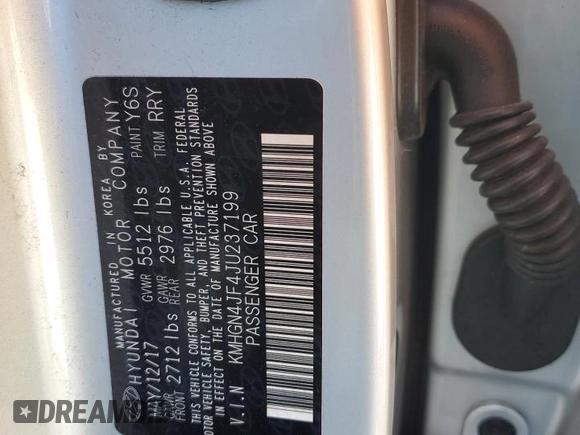 MANUFACTURED IN KOREA BY
HYUNDAI MOTOR COMPANY
MAY/12/17 GVWR 5512 lbs PAINT Y6S
GAWR FRONT 2712 lbs GAWR REAR 2976 lbs TRIM RRY
THIS VEHICLE CONFORMS TO ALL APPLICABLE U.S.A. FEDERAL
MOTOR VEHICLE SAFETY, BUMPER, AND THEFT PREVENTION STANDARDS
IN EFFECT ON THE DATE OF MANUFACTURE SHOWN ABOVE
V.I.N KMHGN4JF4JU237199
PASSENGER CAR